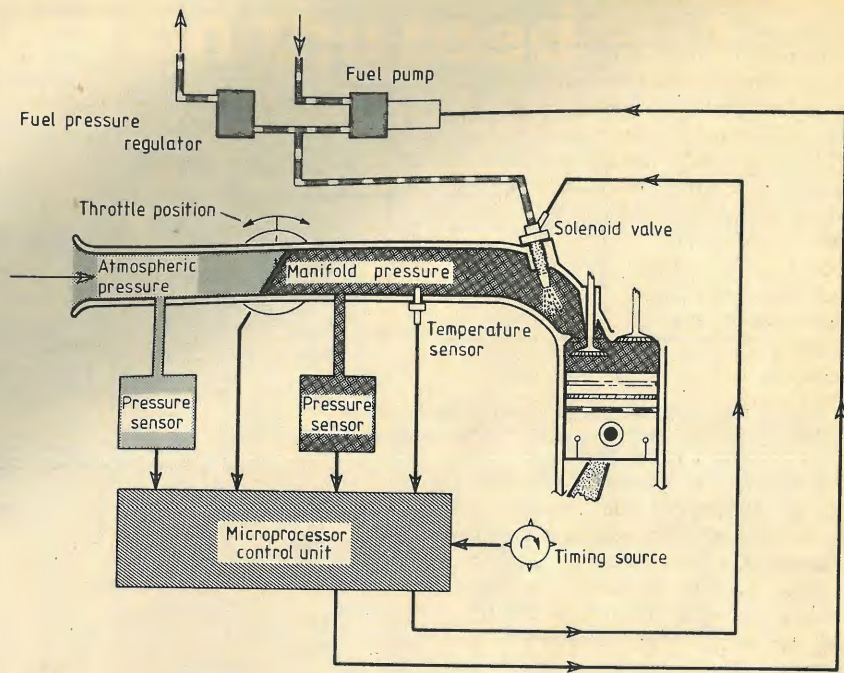 Fuel pump
Fuel pressure
regulator
Throttle position
Solenoid valve
Atmospheric
pressure
Manifold pressure
Temperature
sensor
Pressure
sensor
Pressure
sensor
Microprocessor
control unit
Timing source